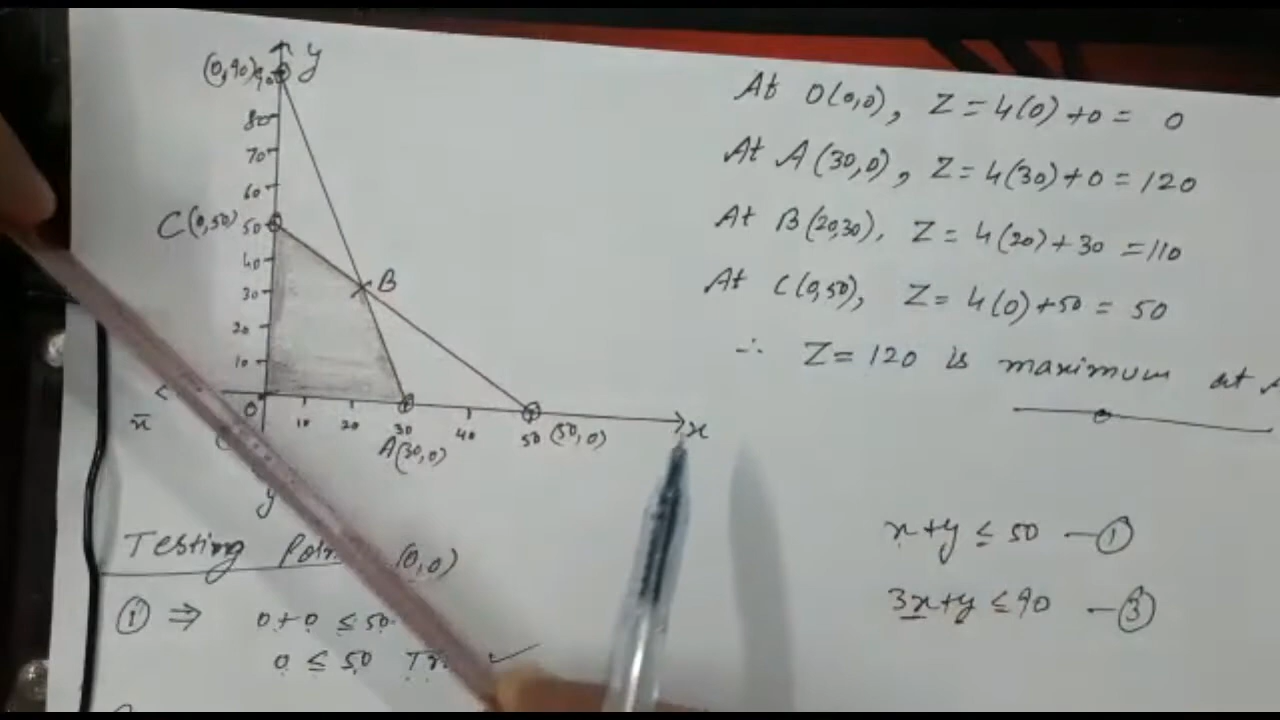 y
(0,90) 90
80
70
60
C(0,50) 50
40
30 B
20
10
O 10 20 30 40 50 (50,0) x
x̄
A(30,0)
y
Testing (0,0)
① ⇒ 0+0 ≤ 50
0 ≤ 50 ✓
At O(0,0), Z = 4(0)+0 = 0
At A(30,0), Z = 4(30)+0 = 120
At B(20,30), Z = 4(20)+30 = 110
At C(0,50), Z = 4(0)+50 = 50
∴ Z = 120 is maximum at
x+y ≤ 50 — ①
3x+y ≤ 90 — ③